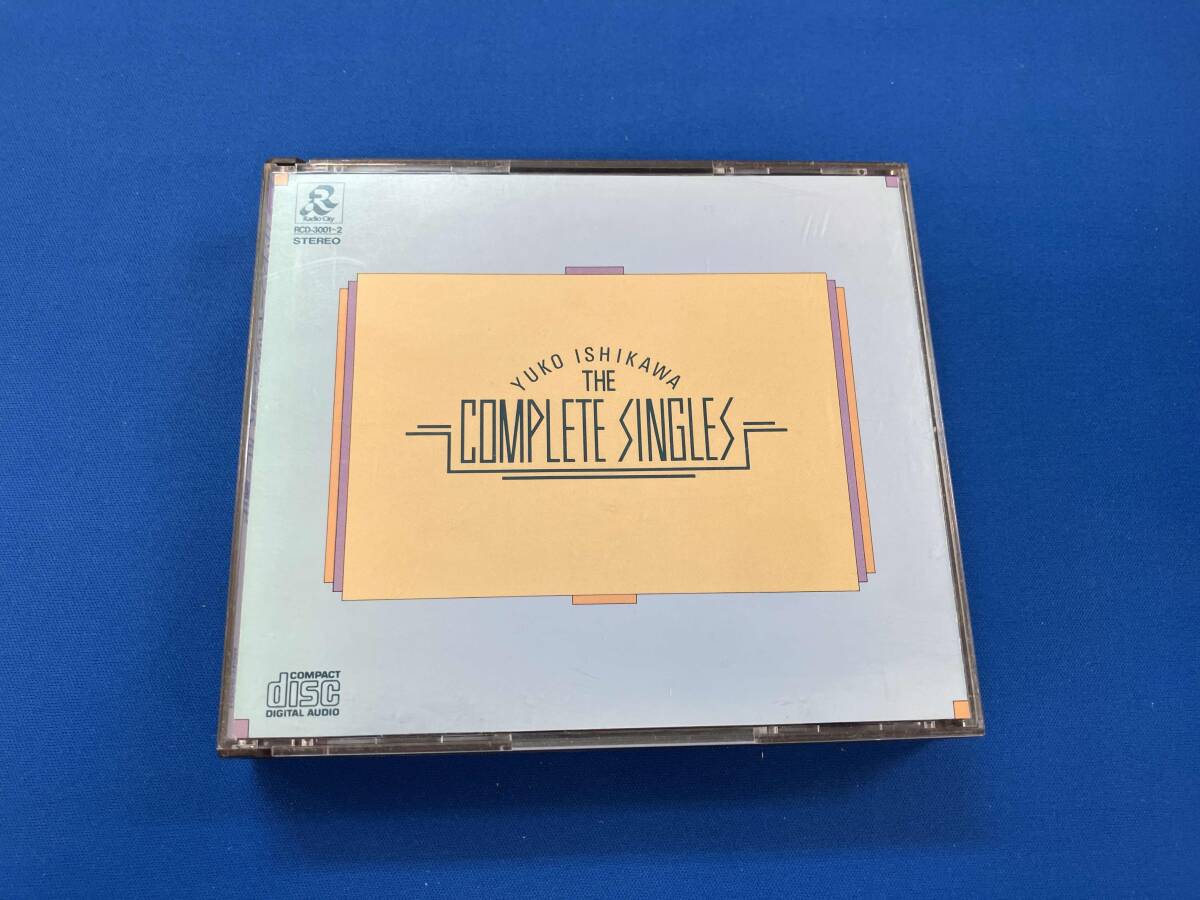 R
Radio City
RCD-3001~2
STEREO
YUKO ISHIKAWA
THE
COMPLETE SINGLES
COMPACT
disc
DIGITAL AUDIO